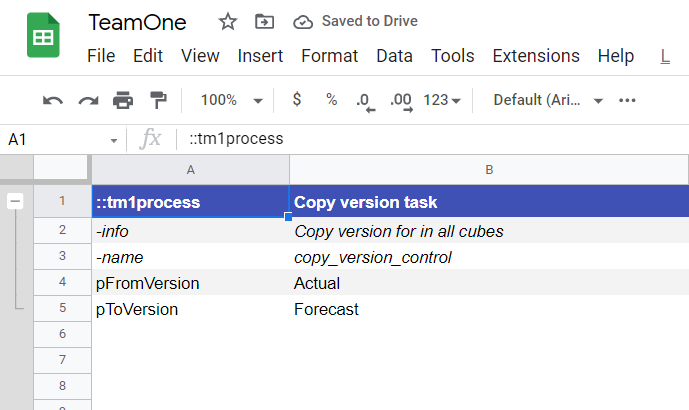 TeamOne Saved to Drive
File Edit View Insert Format Data Tools Extensions Help L
100% $ % .0 .00 123 Default (Ari...
A1 fx ::tm1process
A B
1 ::tm1process Copy version task
2 -info Copy version for in all cubes
3 -name copy_version_control
4 pFromVersion Actual
5 pToVersion Forecast
6
7
8